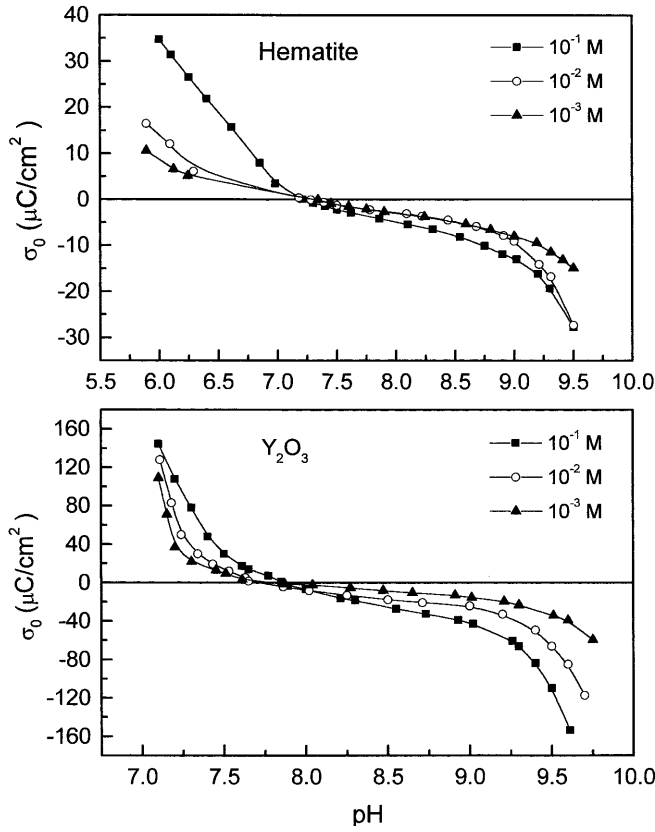 40
30
20
10
0
-10
-20
-30
σ₀ (μC/cm²)
Hematite
10⁻¹ M
10⁻² M
10⁻³ M
5.5 6.0 6.5 7.0 7.5 8.0 8.5 9.0 9.5 10.0
160
120
80
40
0
-40
-80
-120
-160
σ₀ (μC/cm²)
Y₂O₃
10⁻¹ M
10⁻² M
10⁻³ M
7.0 7.5 8.0 8.5 9.0 9.5 10.0
pH